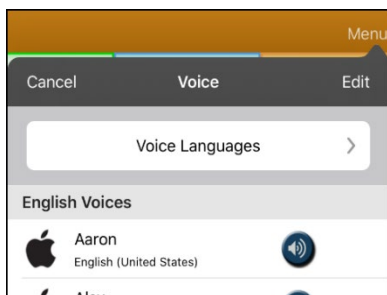 Menu
Cancel Voice Edit
Voice Languages
English Voices
Aaron
English (United States)